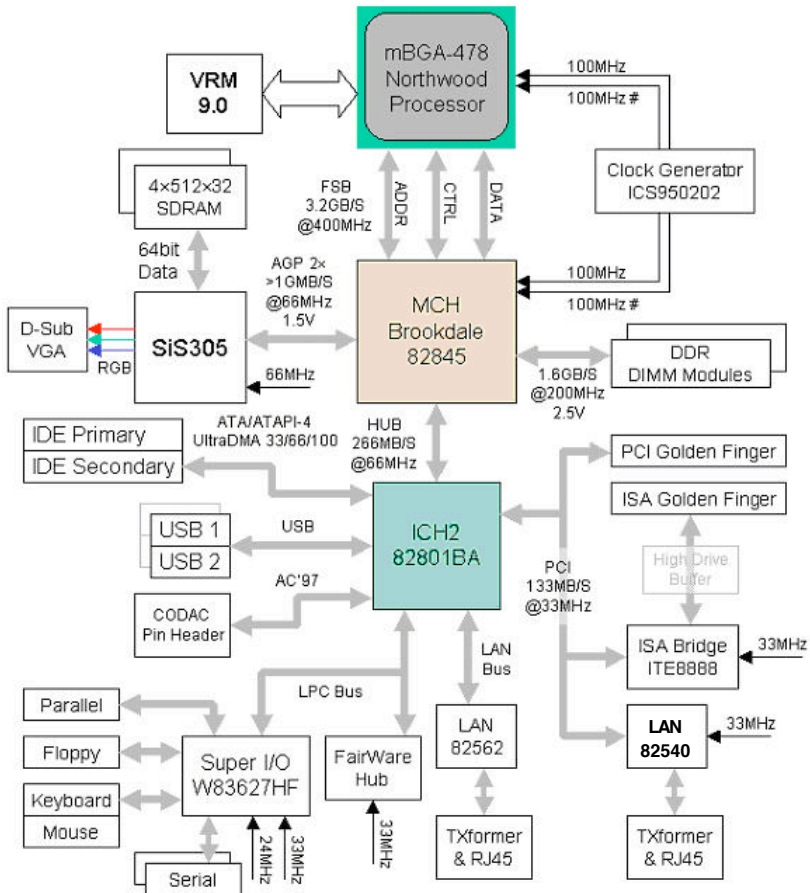 mBGA-478
Northwood
Processor
VRM
9.0
100MHz
100MHz #
Clock Generator
ICS950202
4×512×32
SDRAM
FSB
3.2GB/S
@400MHz
ADDR
CTRL
DATA
64bit
Data
AGP 2×
>1GMB/S
@66MHz
1.5V
100MHz
100MHz #
MCH
Brookdale
82845
D-Sub
VGA
RGB
SiS305
66MHz
1.6GB/S
@200MHz
2.5V
DDR
DIMM Modules
ATA/ATAPI-4
UltraDMA 33/66/100
HUB
266MB/S
@66MHz
IDE Primary
IDE Secondary
PCI Golden Finger
ISA Golden Finger
USB 1
USB 2
USB
ICH2
82801BA
High Drive
Buffer
PCI
133MB/S
@33MHz
AC'97
CODAC
Pin Header
ISA Bridge
ITE8888
33MHz
LAN
Bus
LPC Bus
Parallel
Floppy
Keyboard
Mouse
Super I/O
W83627HF
FairWare
Hub
LAN
82562
LAN
82540
33MHz
24MHz
33MHz
33MHz
TXformer
& RJ45
TXformer
& RJ45
Serial